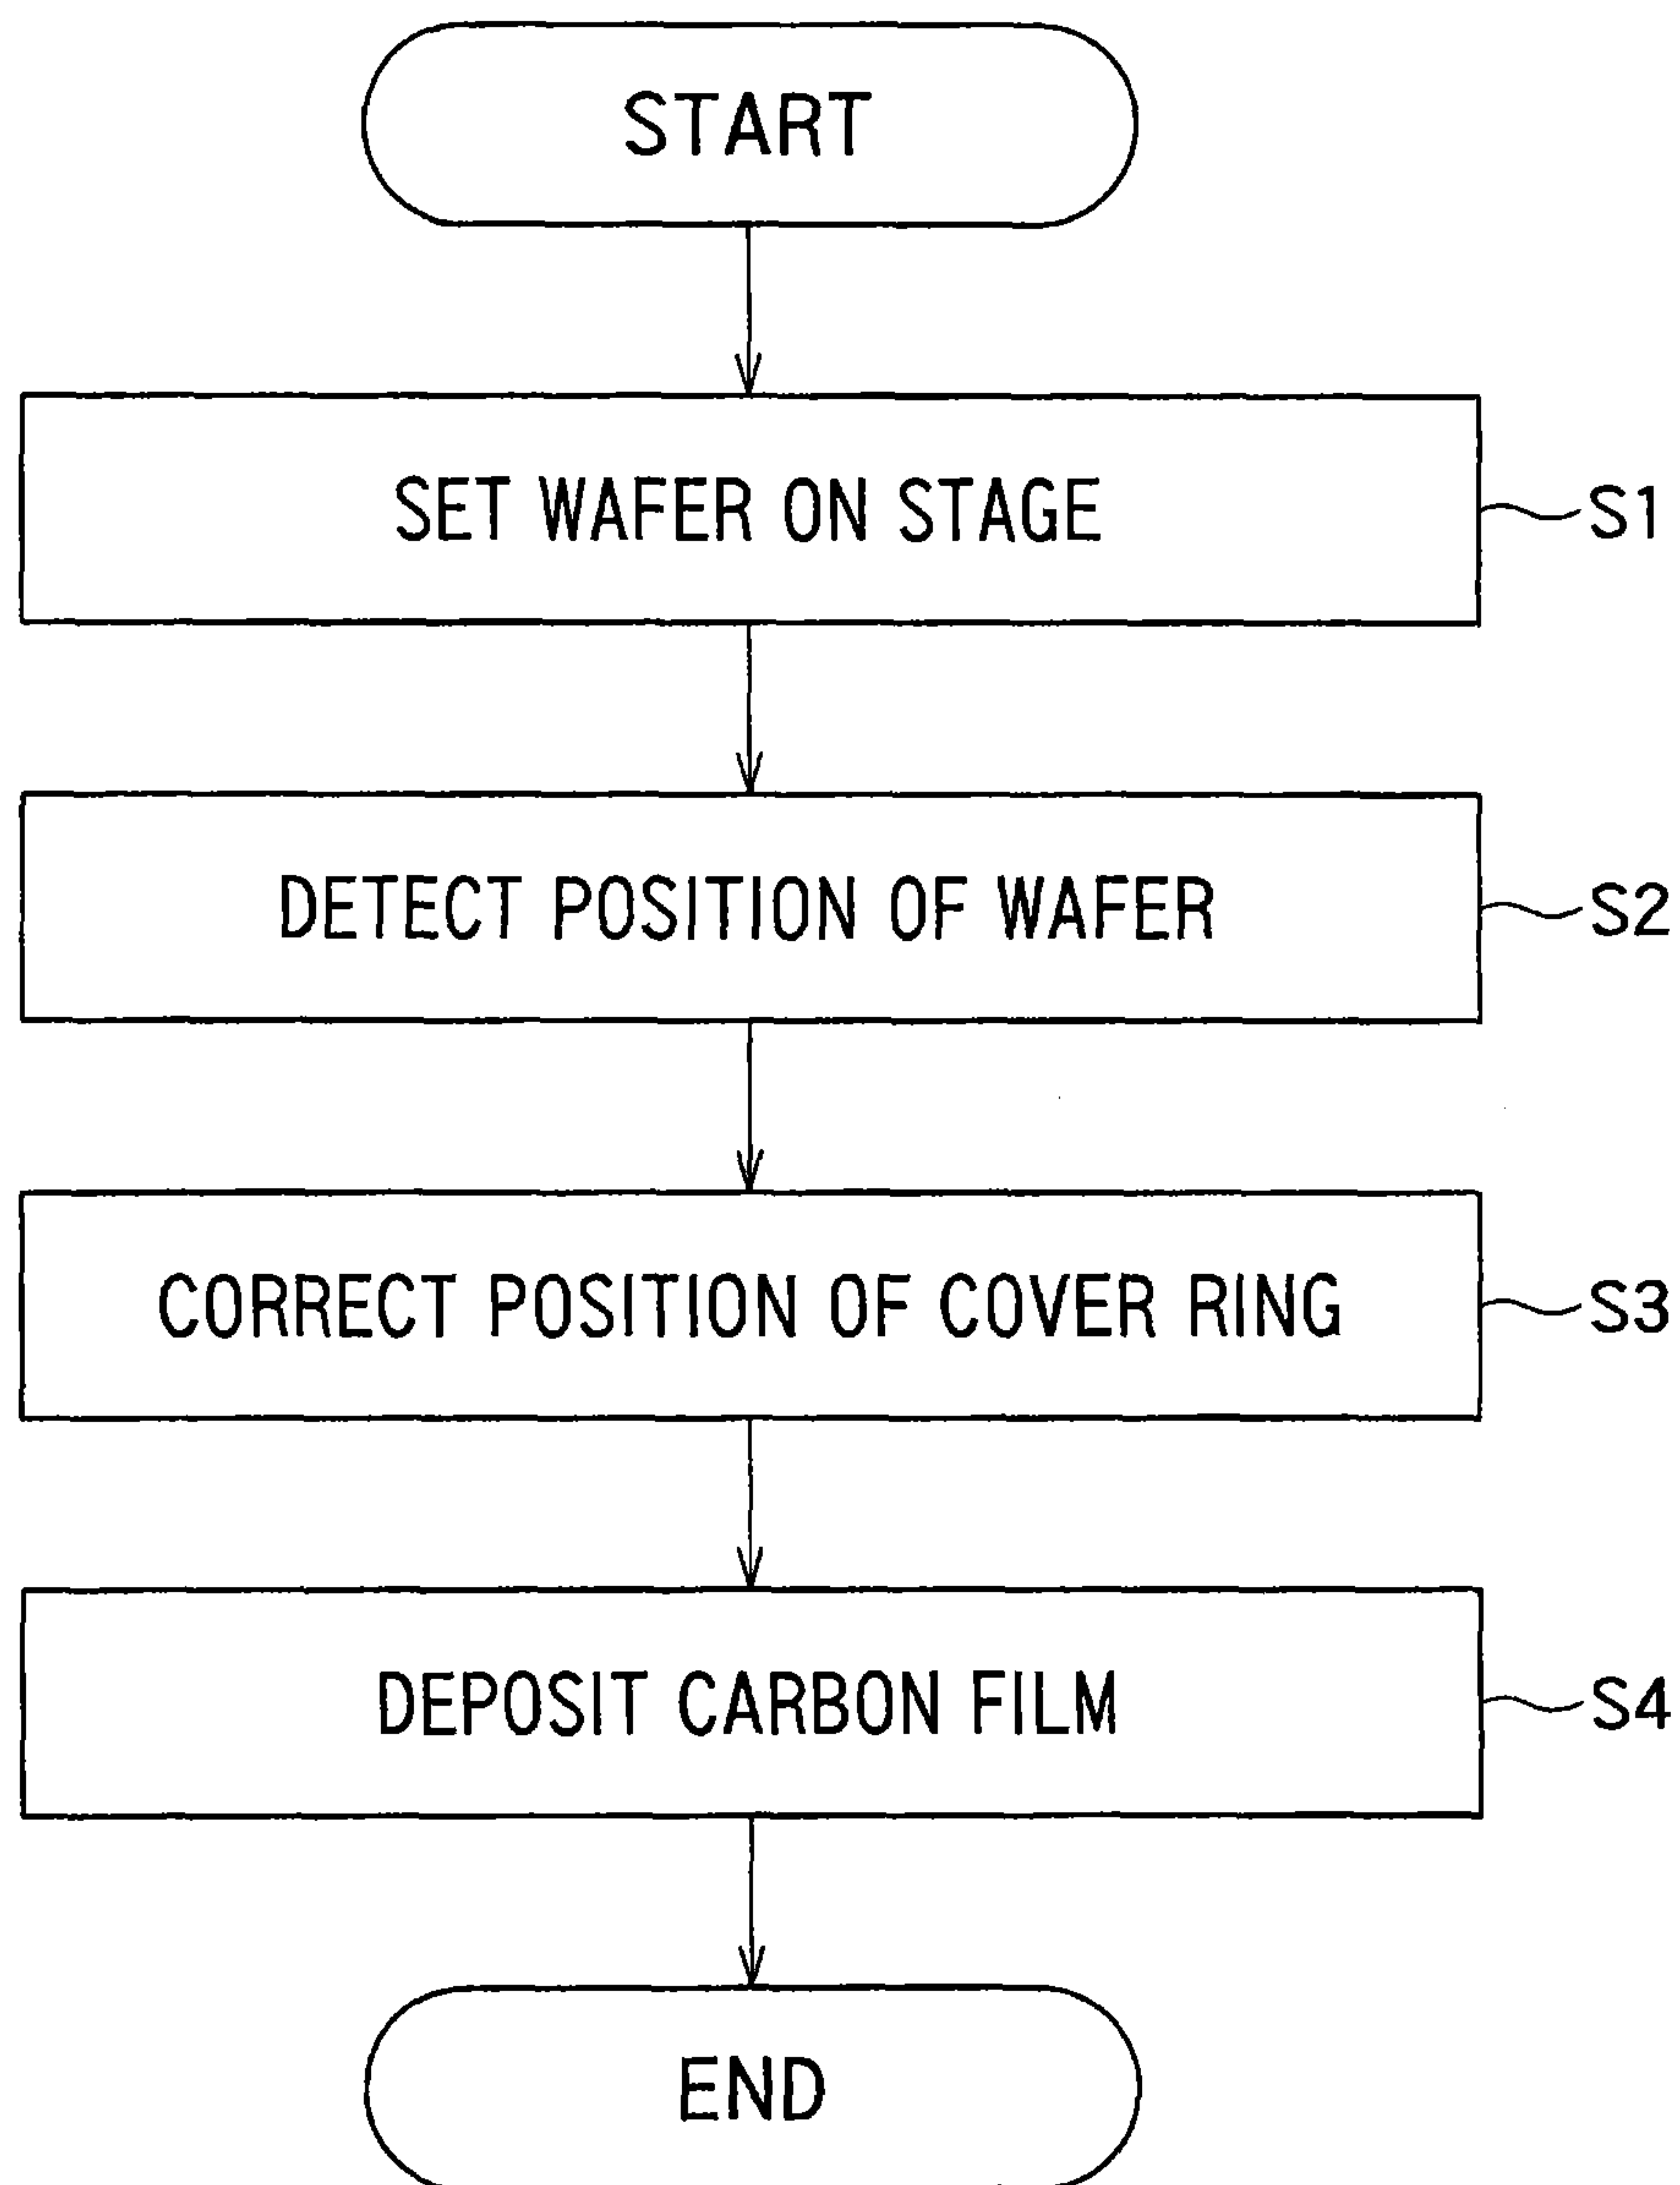 START
SET WAFER ON STAGE
S1
DETECT POSITION OF WAFER
S2
CORRECT POSITION OF COVER RING
S3
DEPOSIT CARBON FILM
S4
END